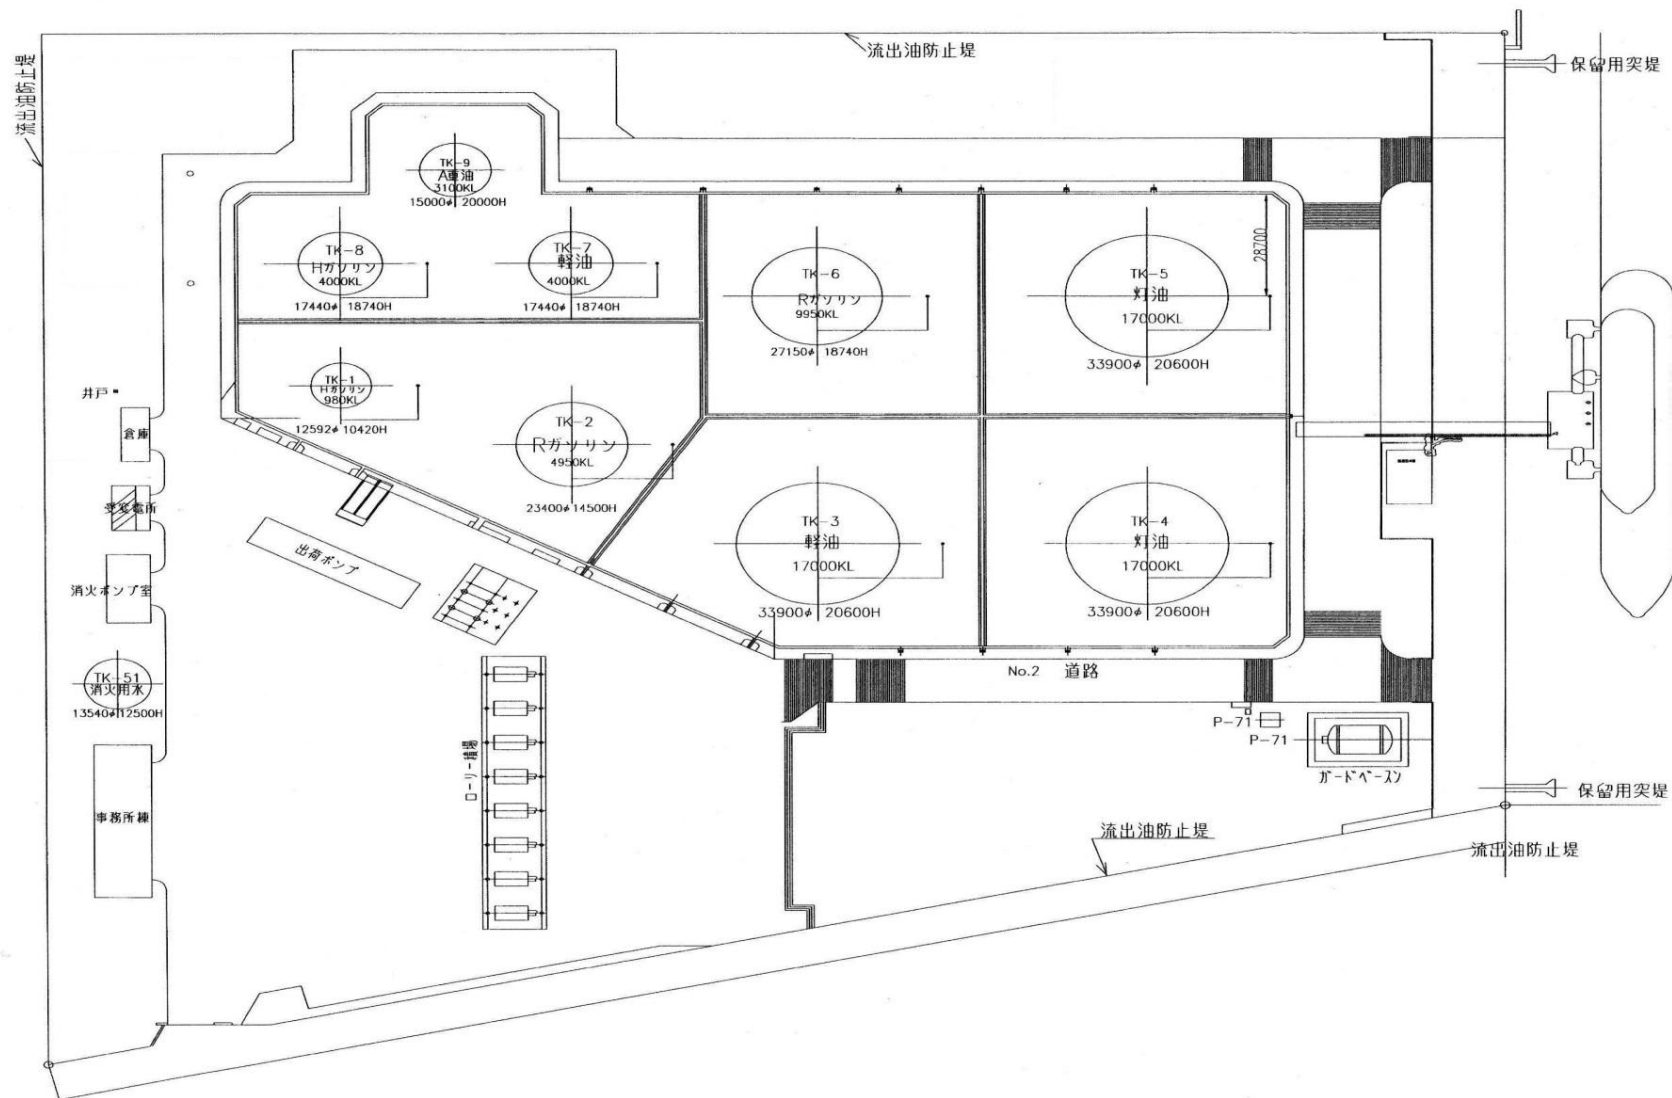 流出油防止堤
流出油防止堤
保留用突堤
TK-9
A重油
3100KL
15000φ 20000H
TK-8
Hガソリン
4000KL
17440φ 18740H
TK-7
軽油
4000KL
17440φ 18740H
TK-6
Rガソリン
9950KL
27150φ 18740H
TK-5
灯油
17000KL
33900φ 20600H
28700
TK-1
Hガソリン
980KL
12592φ 10420H
TK-2
Rガソリン
4950KL
23400φ 14500H
TK-3
軽油
17000KL
33900φ 20600H
TK-4
灯油
17000KL
33900φ 20600H
井戸
倉庫
受変電所
出荷ポンプ
消火ポンプ室
TK-51
消火用水
13540φ 12500H
No.2 道路
ローリー積場
事務所棟
P-71
P-71
ガードベースン
保留用突堤
流出油防止堤
流出油防止堤